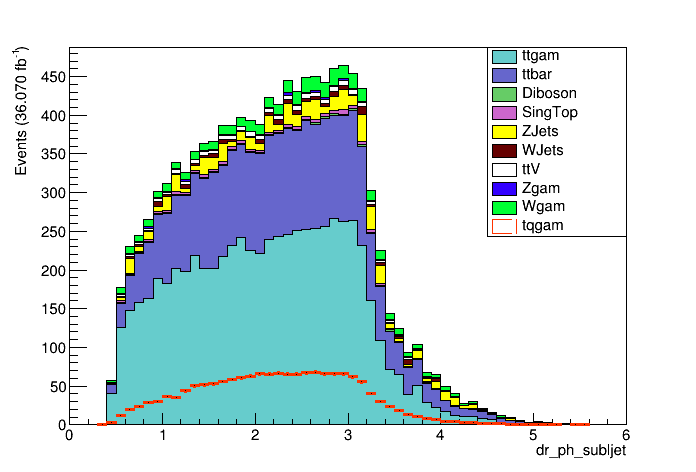 Events (36.070 fb⁻¹)
450
400
350
300
250
200
150
100
50
0
0 1 2 3 4 5 6
dr_ph_subljet
ttgam
ttbar
Diboson
SingTop
ZJets
WJets
ttV
Zgam
Wgam
tqgam